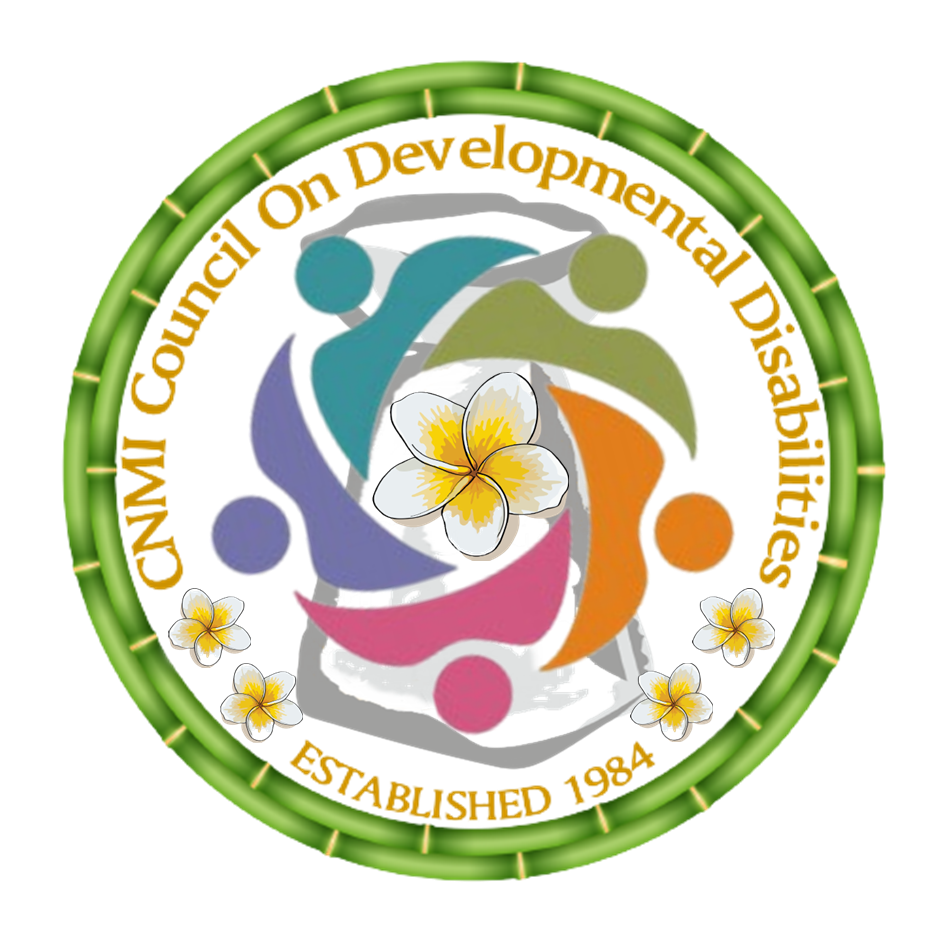 CNMI Council On Developmental Disabilities
ESTABLISHED 1984